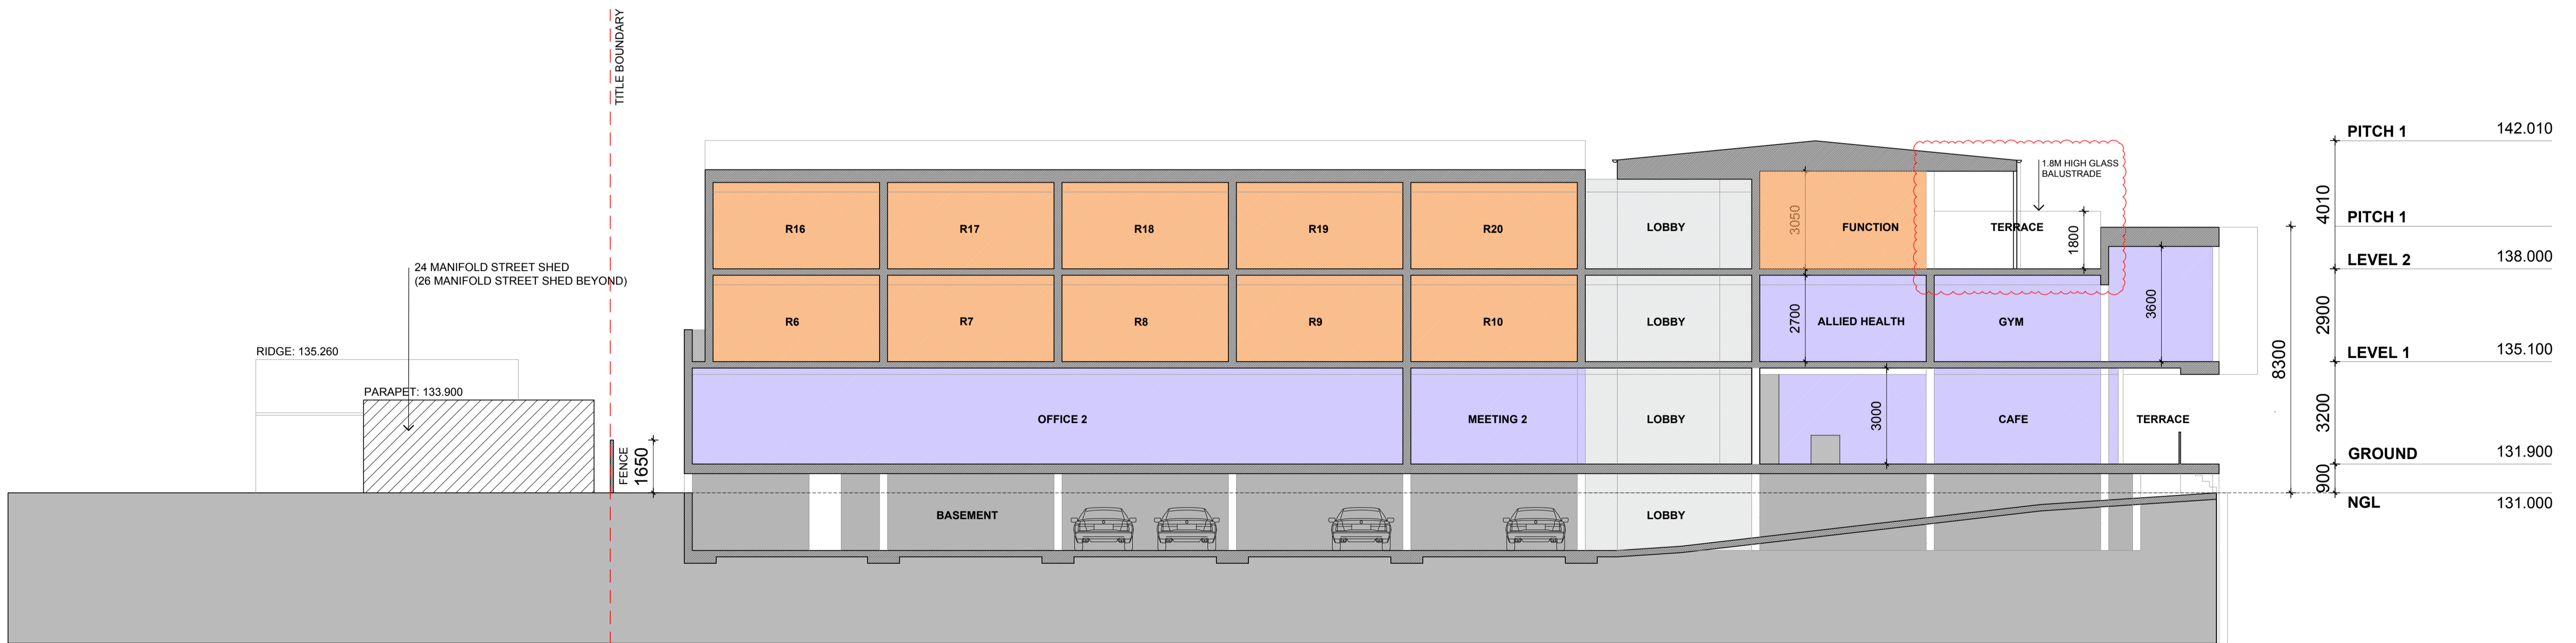 TITLE BOUNDARY
PITCH 1 142.010
1.8M HIGH GLASS
BALUSTRADE
4010
PITCH 1
R16 R17 R18 R19 R20 LOBBY 3050 FUNCTION TERRACE 1800
LEVEL 2 138.000
24 MANIFOLD STREET SHED
(26 MANIFOLD STREET SHED BEYOND)
R6 R7 R8 R9 R10 LOBBY 2700 ALLIED HEALTH GYM 3600 2900
RIDGE: 135.260
LEVEL 1 135.100
8300
PARAPET: 133.900
OFFICE 2 MEETING 2 LOBBY 3000 CAFE TERRACE 3200
GROUND 131.900
FENCE
1650
900
NGL 131.000
BASEMENT LOBBY